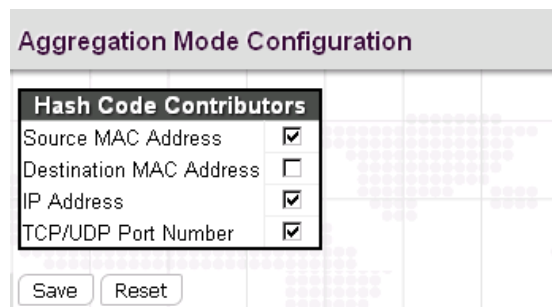 Aggregation Mode Configuration
Hash Code Contributors
Source MAC Address
Destination MAC Address
IP Address
TCP/UDP Port Number
Save Reset